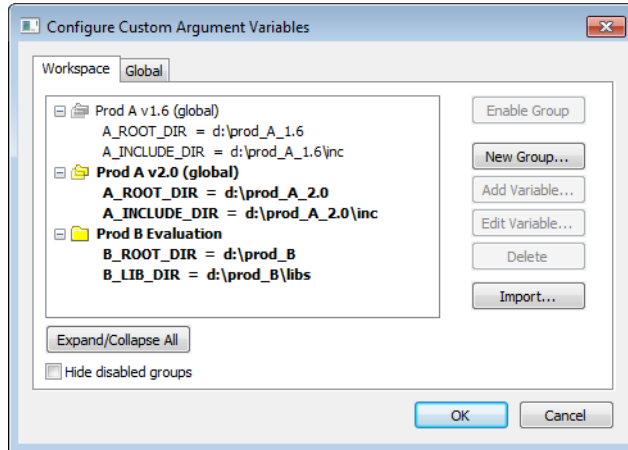 Configure Custom Argument Variables
Workspace Global
Prod A v1.6 (global)
A_ROOT_DIR = d:\prod_A_1.6
A_INCLUDE_DIR = d:\prod_A_1.6\inc
Prod A v2.0 (global)
A_ROOT_DIR = d:\prod_A_2.0
A_INCLUDE_DIR = d:\prod_A_2.0\inc
Prod B Evaluation
B_ROOT_DIR = d:\prod_B
B_LIB_DIR = d:\prod_B\libs
Enable Group
New Group...
Add Variable...
Edit Variable...
Delete
Import...
Expand/Collapse All
Hide disabled groups
OK Cancel